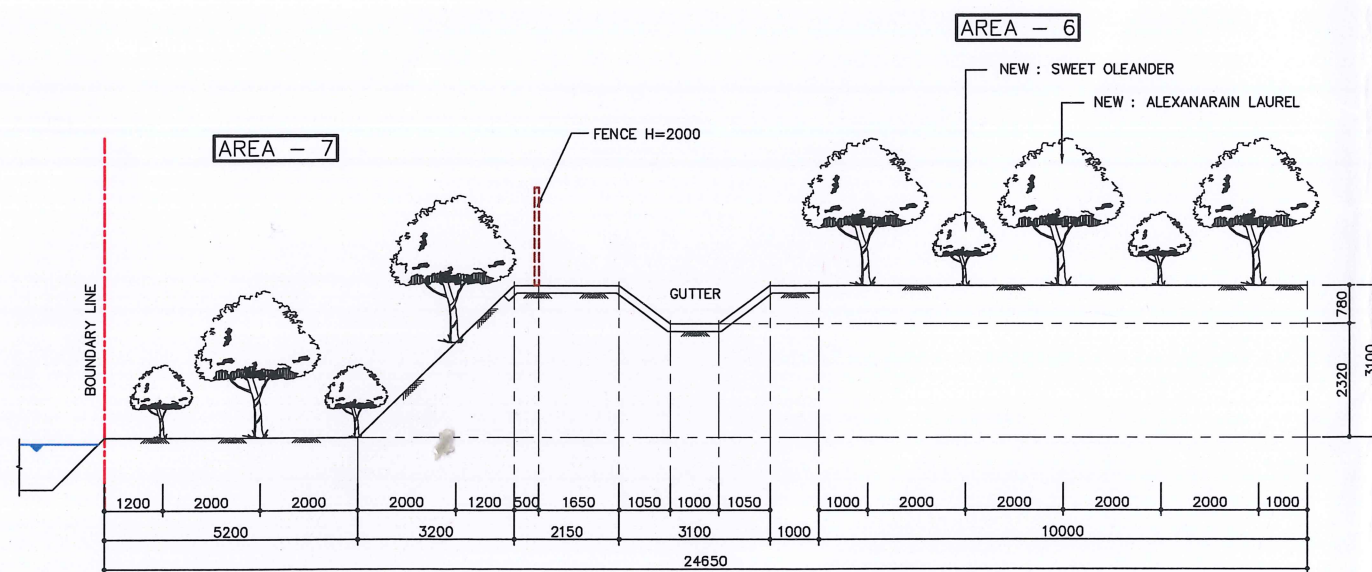 AREA - 6
NEW : SWEET OLEANDER
NEW : ALEXANARAIN LAUREL
FENCE H=2000
AREA - 7
BOUNDARY LINE
GUTTER
780
2320
3100
1200 2000 2000 2000 1200 500 1650 1050 1000 1050 1000 2000 2000 2000 2000 1000
5200 3200 2150 3100 1000 10000
24650